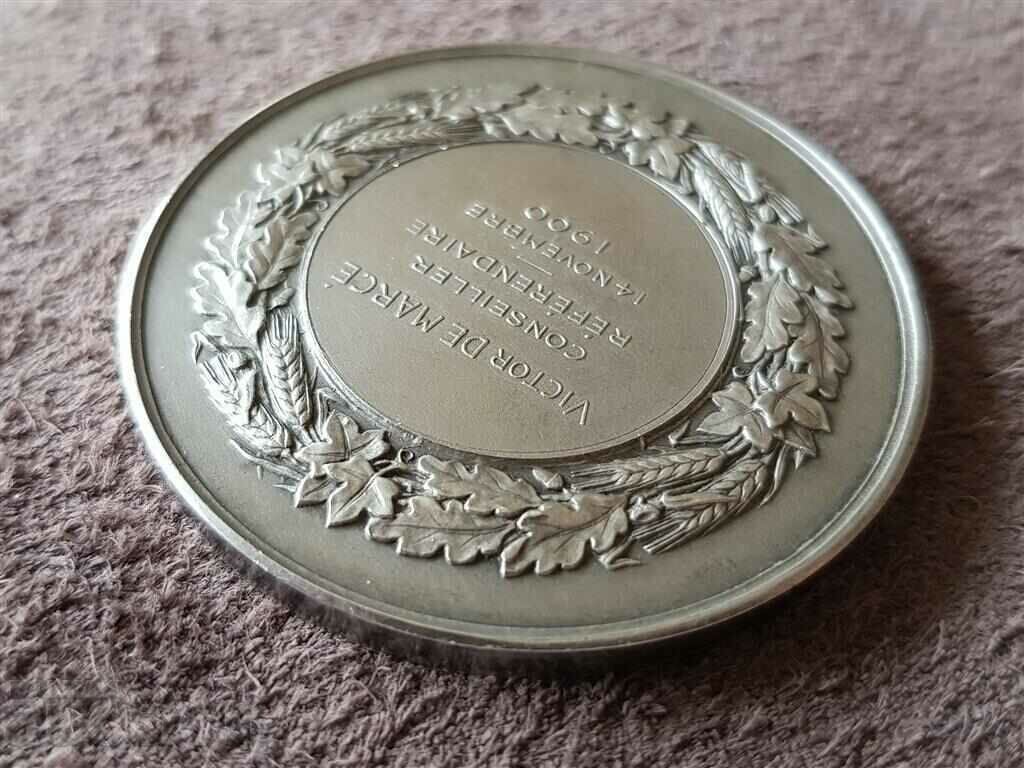 VICTOR DE MARCÉ
CONSEILLER
RÉFÉRENDAIRE
14 NOVEMBRE
1900